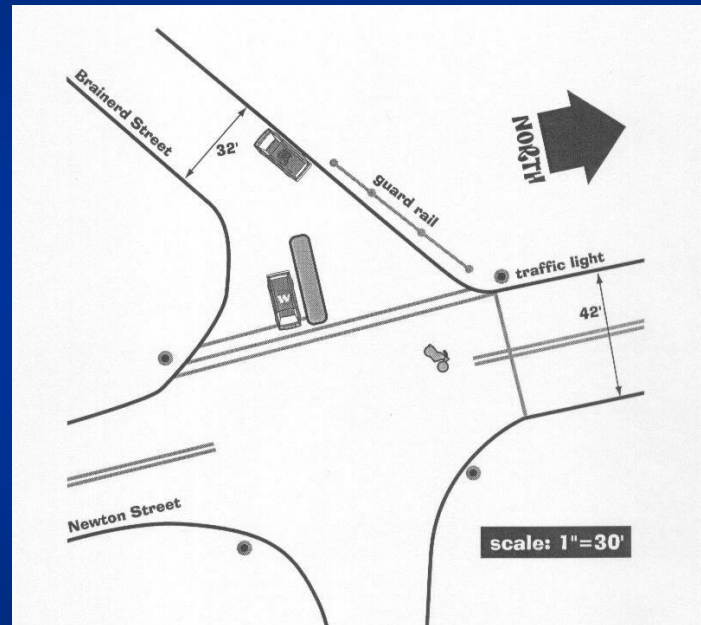 Brainerd Street
32'
guard rail
NORTH
traffic light
42'
W
Newton Street
scale: 1"=30'